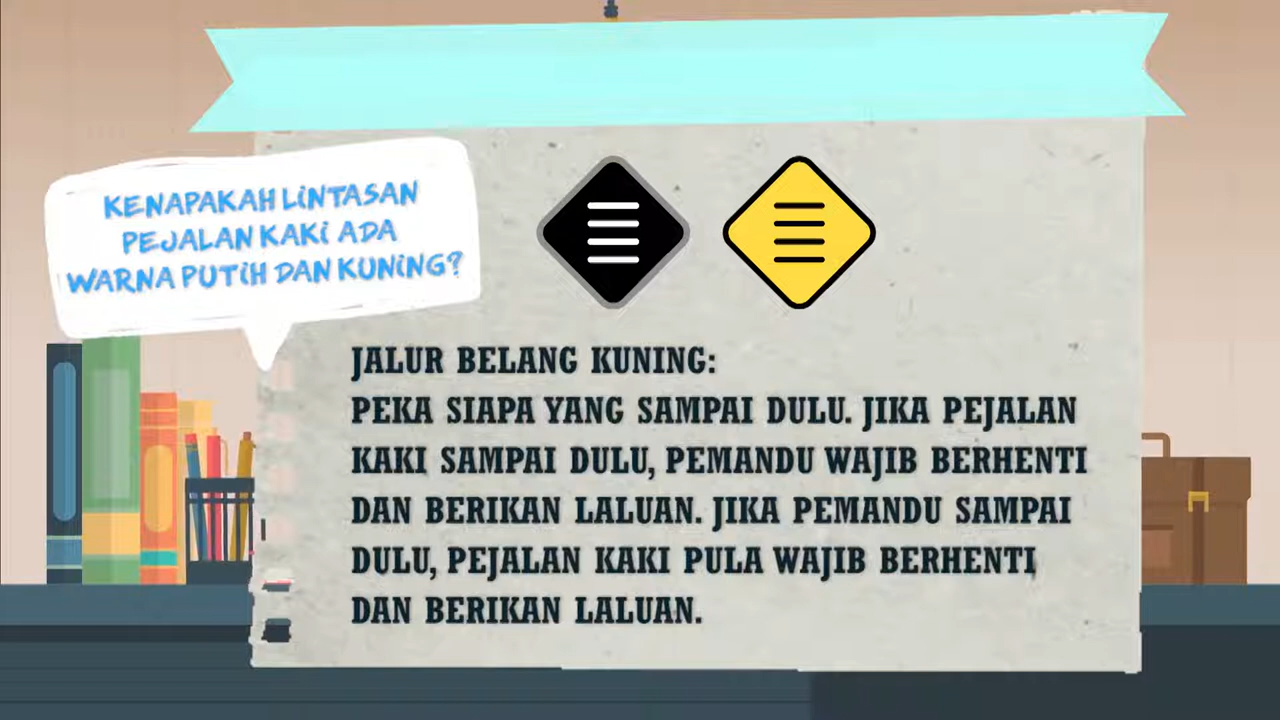 KENAPAKAH LINTASAN
PEJALAN KAKI ADA
WARNA PUTIH DAN KUNING?
JALUR BELANG KUNING:
PEKA SIAPA YANG SAMPAI DULU. JIKA PEJALAN
KAKI SAMPAI DULU, PEMANDU WAJIB BERHENTI
DAN BERIKAN LALUAN. JIKA PEMANDU SAMPAI
DULU, PEJALAN KAKI PULA WAJIB BERHENTI
DAN BERIKAN LALUAN.